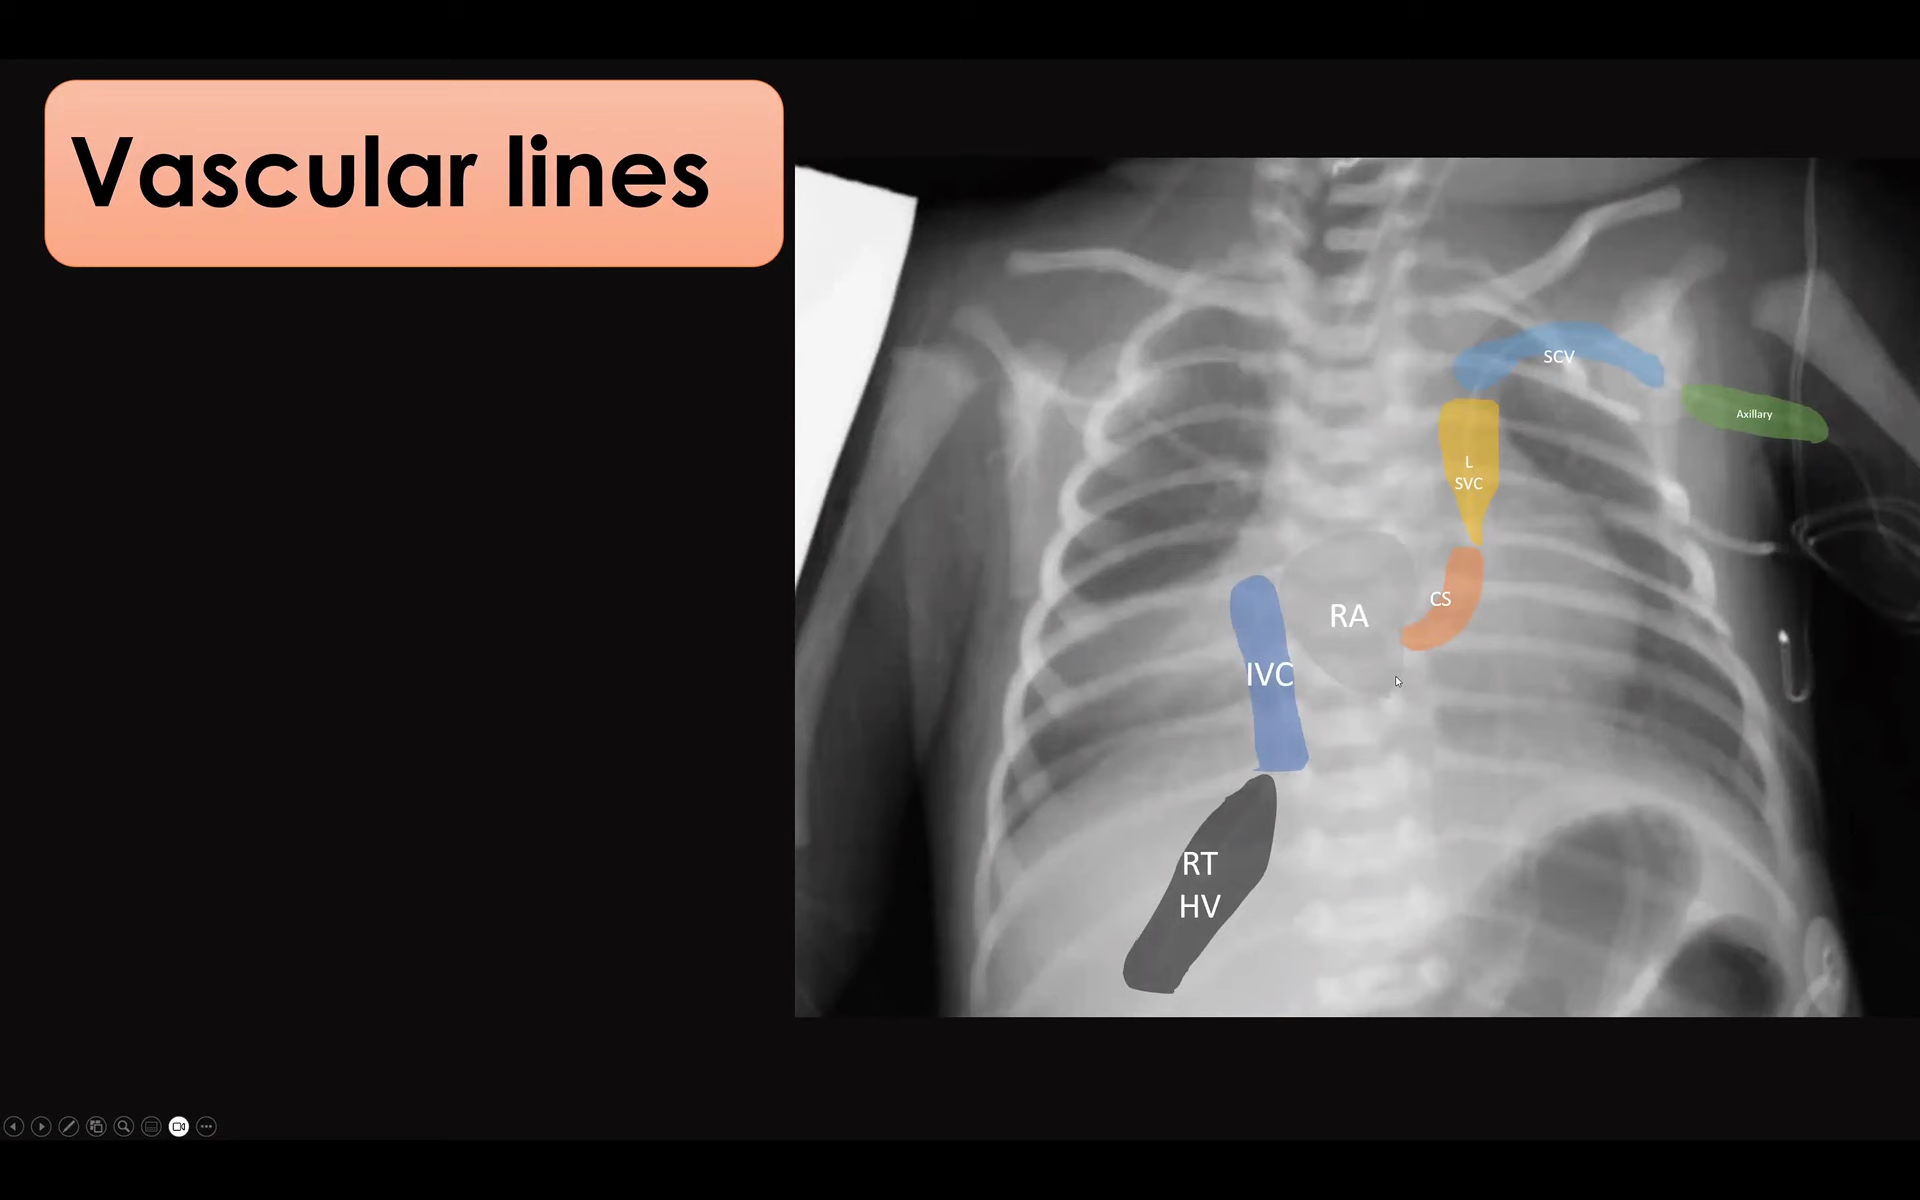 Vascular lines
SCV
Axillary
L
SVC
CS
RA
IVC
RT
HV